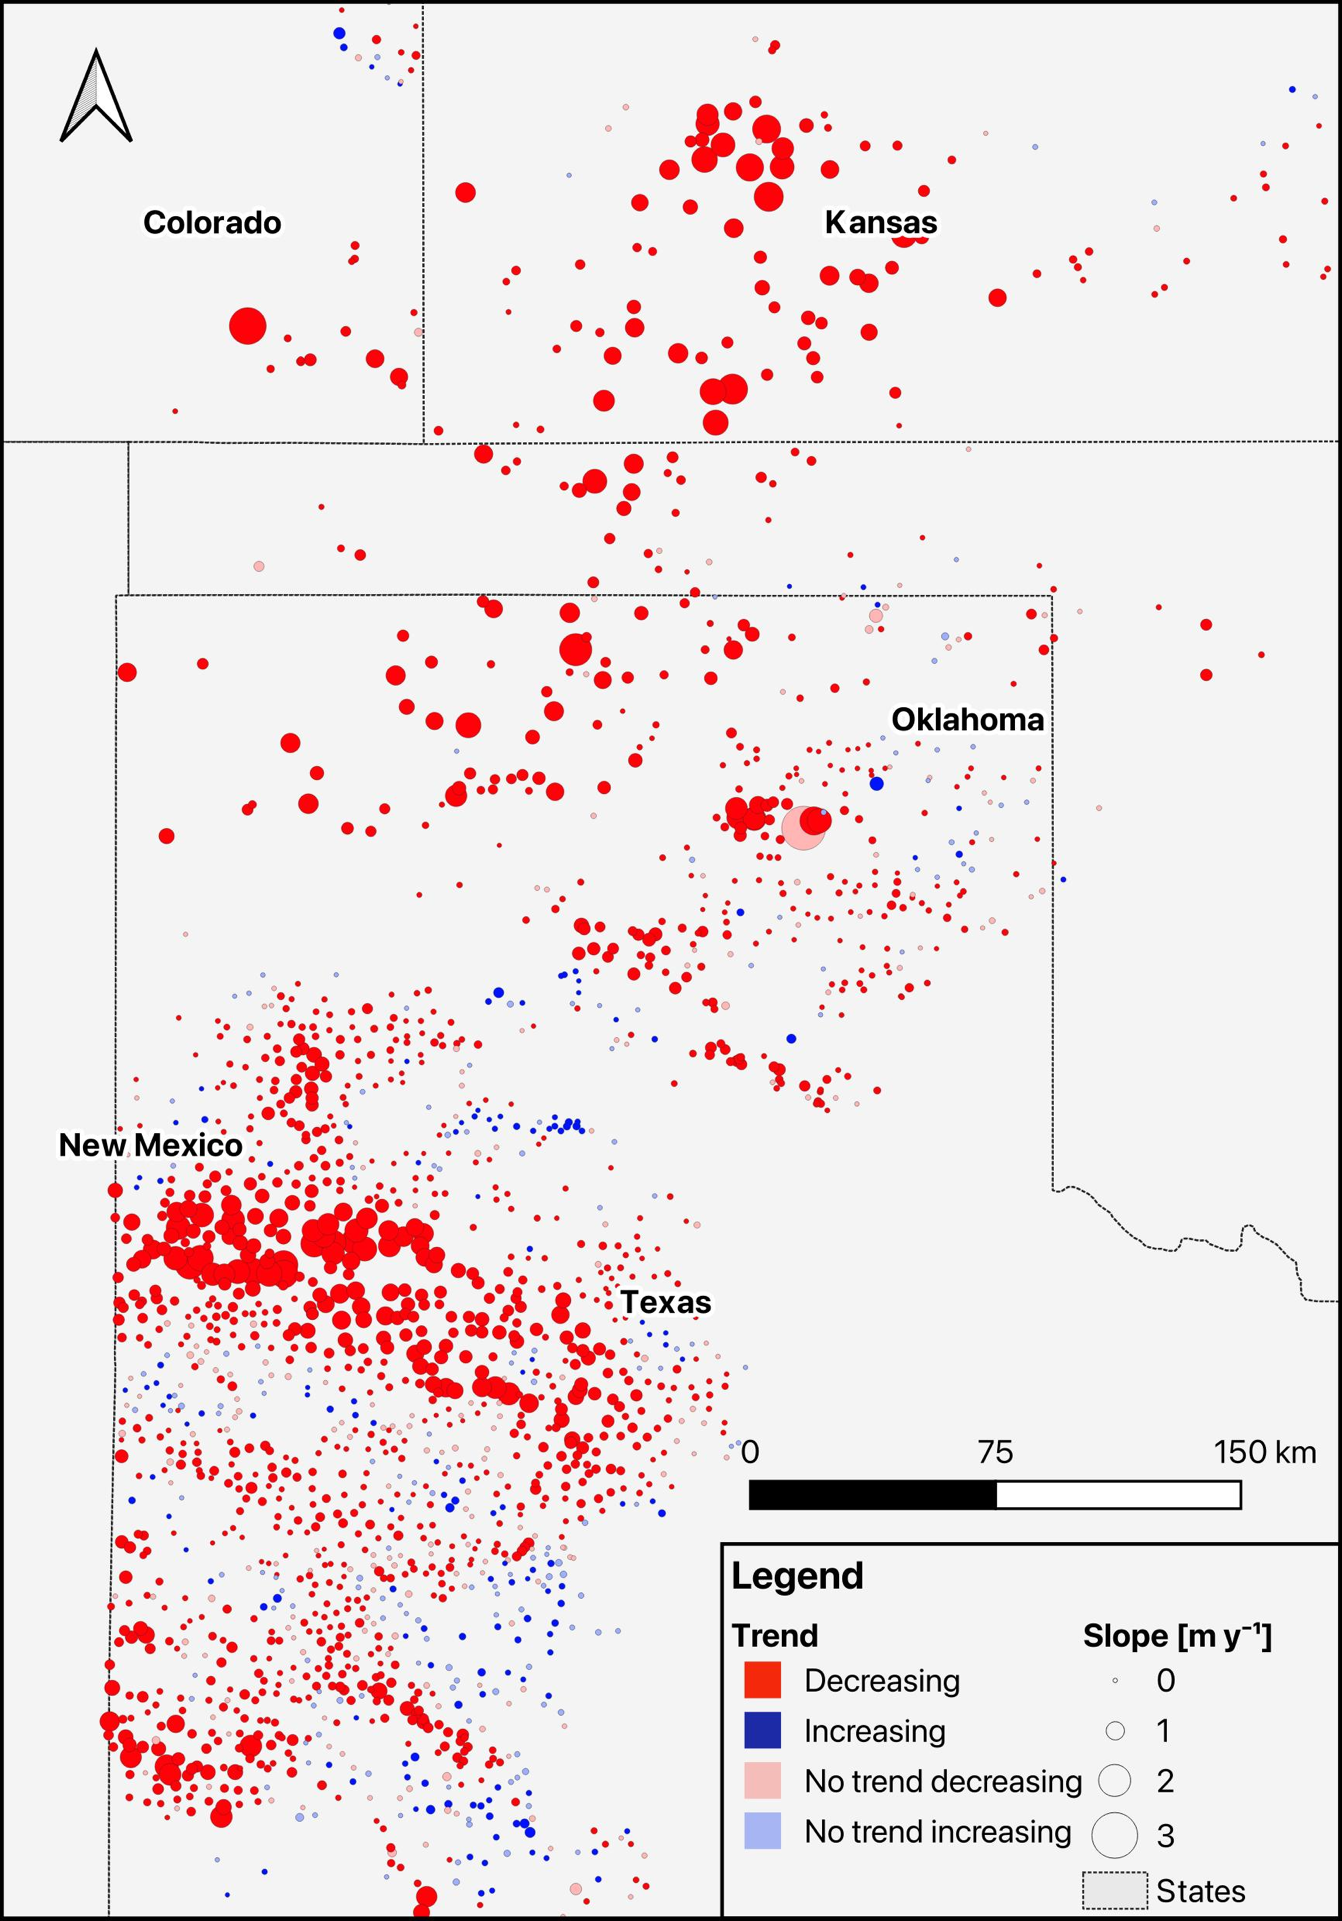 Colorado
Kansas
Oklahoma
New Mexico
Texas
0 75 150 km
Legend
Trend Slope [m y⁻¹]
Decreasing 0
Increasing 1
No trend decreasing 2
No trend increasing 3
States